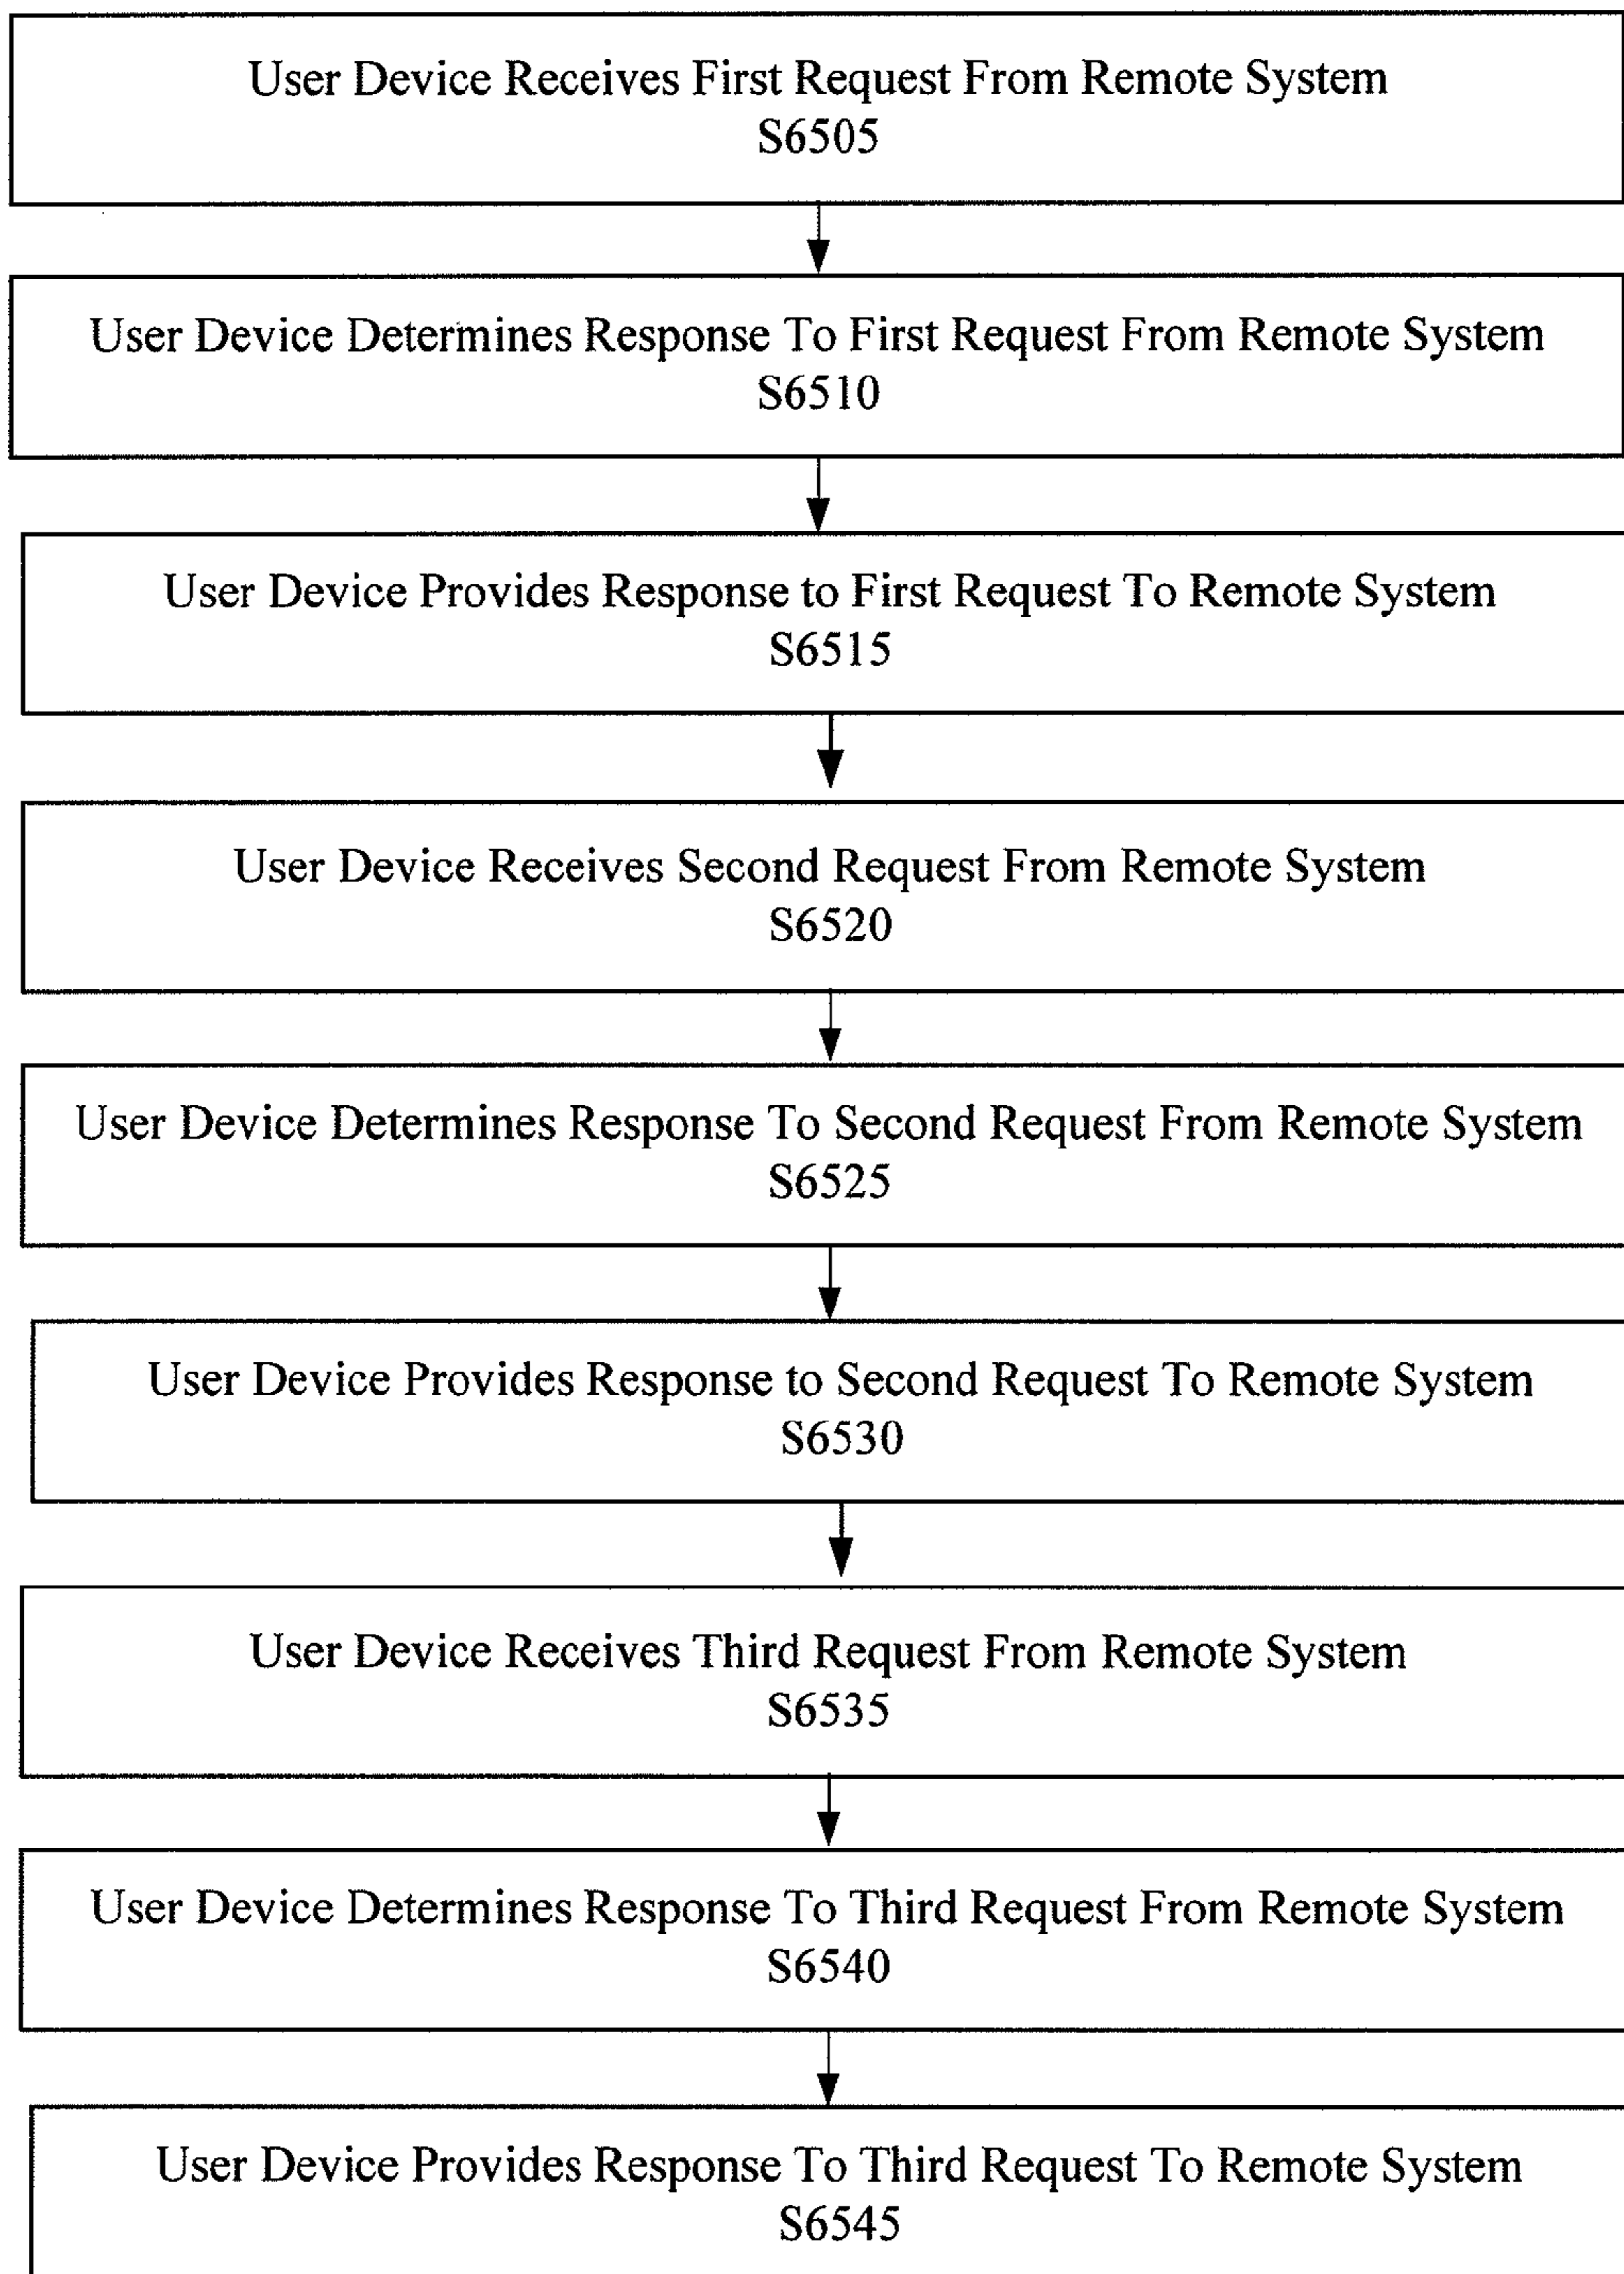 User Device Receives First Request From Remote System
S6505
User Device Determines Response To First Request From Remote System
S6510
User Device Provides Response to First Request To Remote System
S6515
User Device Receives Second Request From Remote System
S6520
User Device Determines Response To Second Request From Remote System
S6525
User Device Provides Response to Second Request To Remote System
S6530
User Device Receives Third Request From Remote System
S6535
User Device Determines Response To Third Request From Remote System
S6540
User Device Provides Response To Third Request To Remote System
S6545